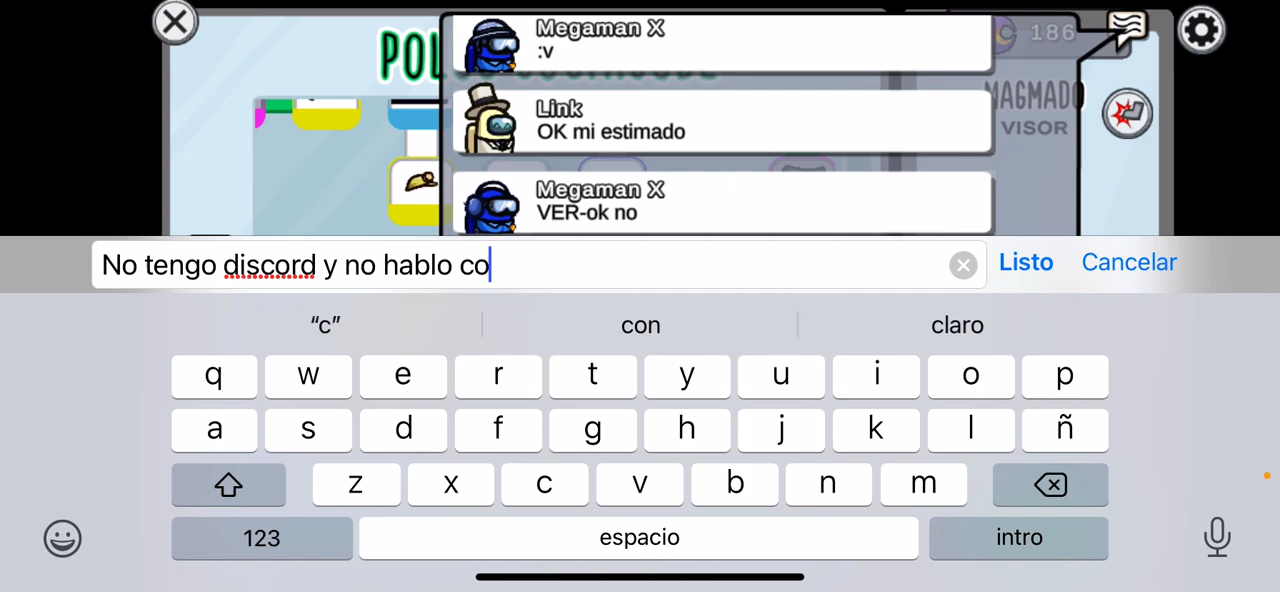 Megaman X
:v
186
Link
OK mi estimado
MAGMADO
VISOR
Megaman X
VER-ok no
No tengo discord y no hablo co
Listo
Cancelar
“c”
con
claro
q w e r t y u i o p
a s d f g h j k l ñ
z x c v b n m
123
espacio
intro